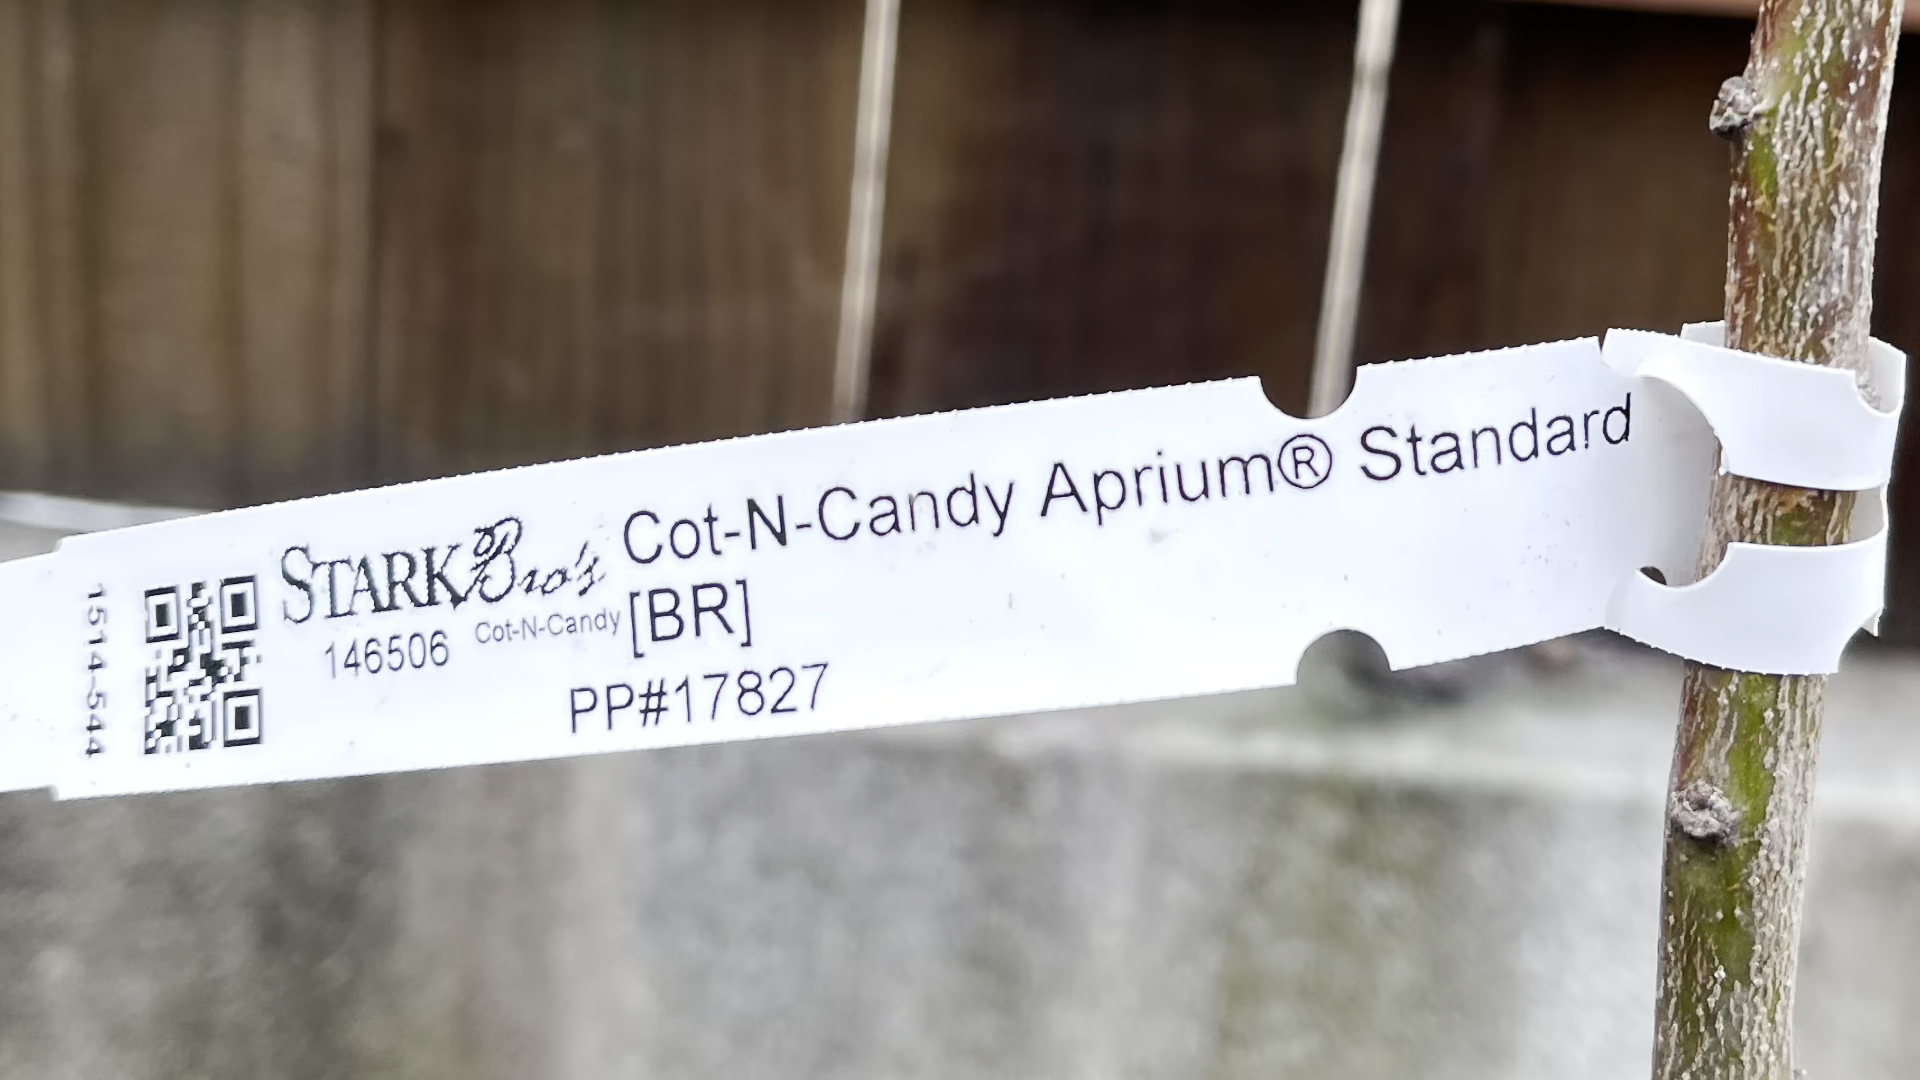 1514-544
STARK Bro's
Cot-N-Candy Aprium® Standard
[BR]
146506 Cot-N-Candy
PP#17827